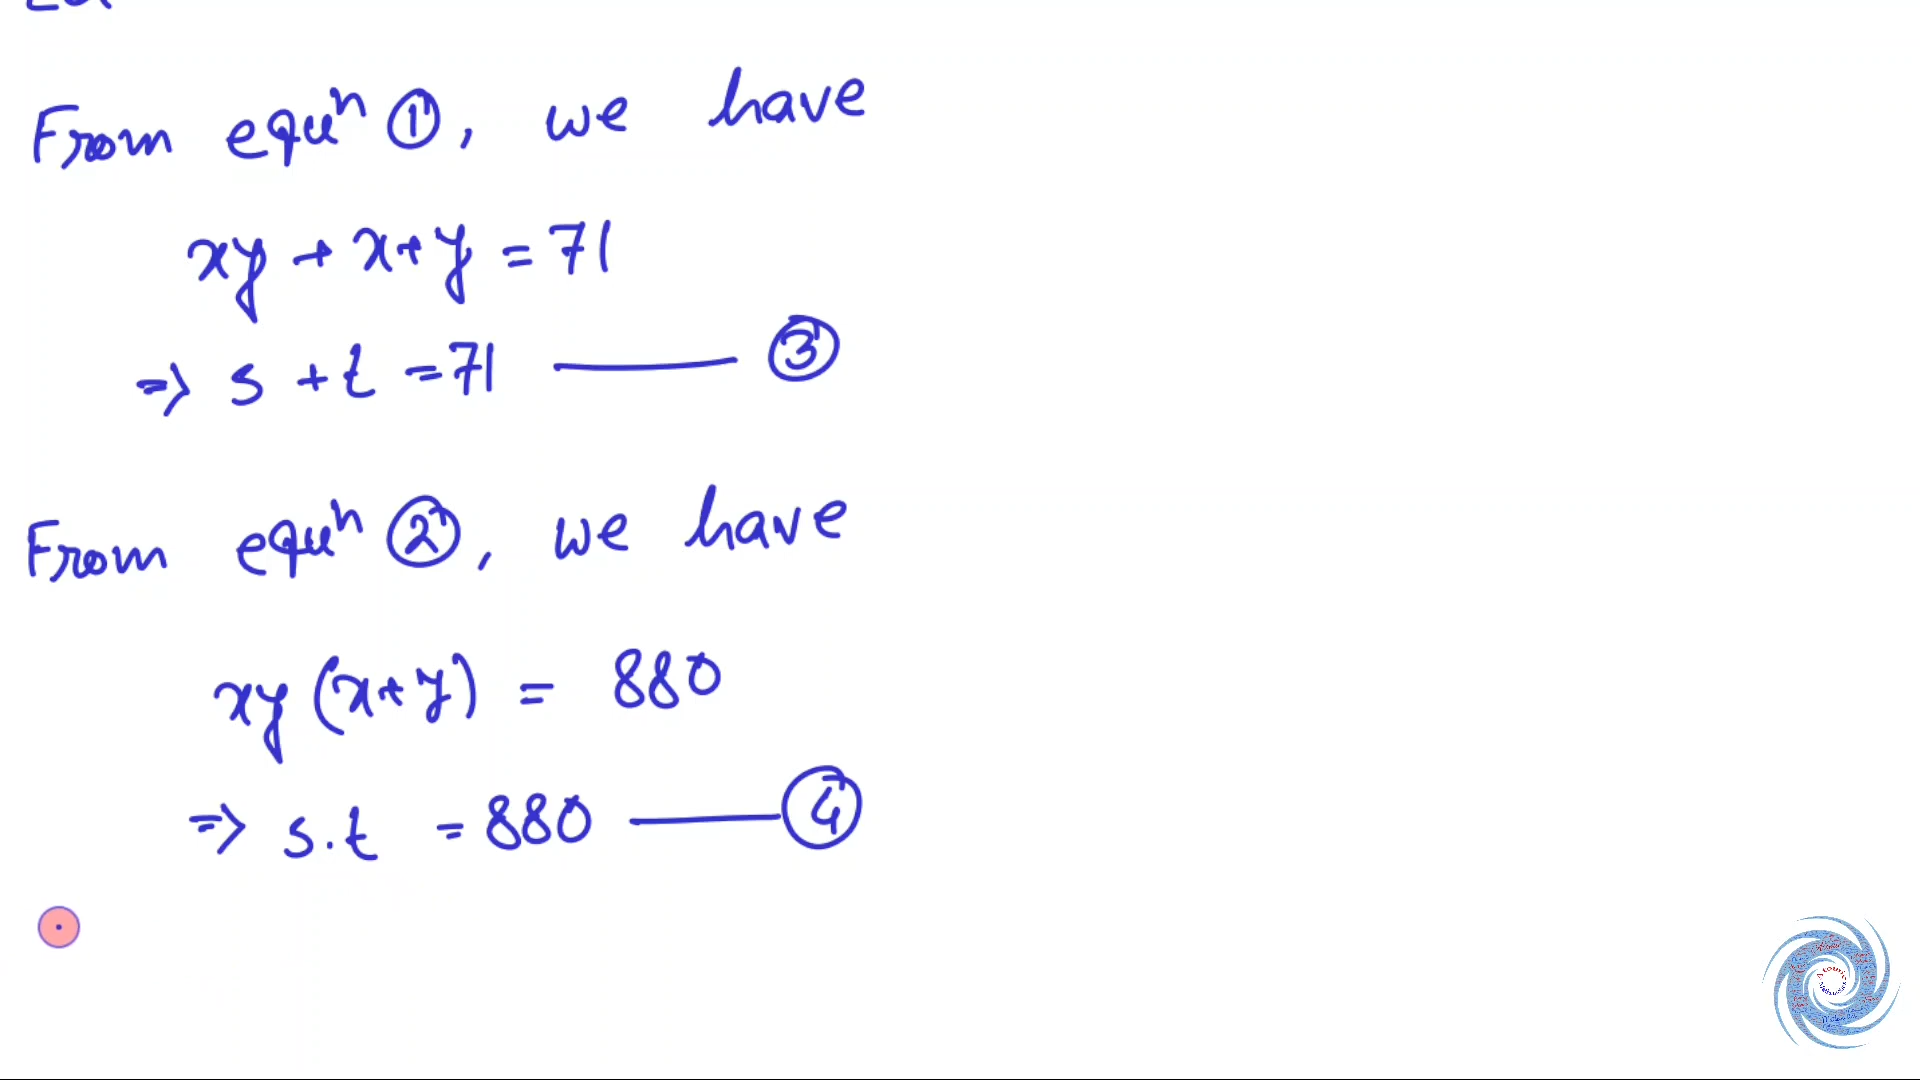 From equⁿ ①, we have
xy + x+y = 71
⇒ s + t = 71 ——— ③
From equⁿ ②, we have
xy (x+y) = 880
⇒ s.t = 880 ——— ④